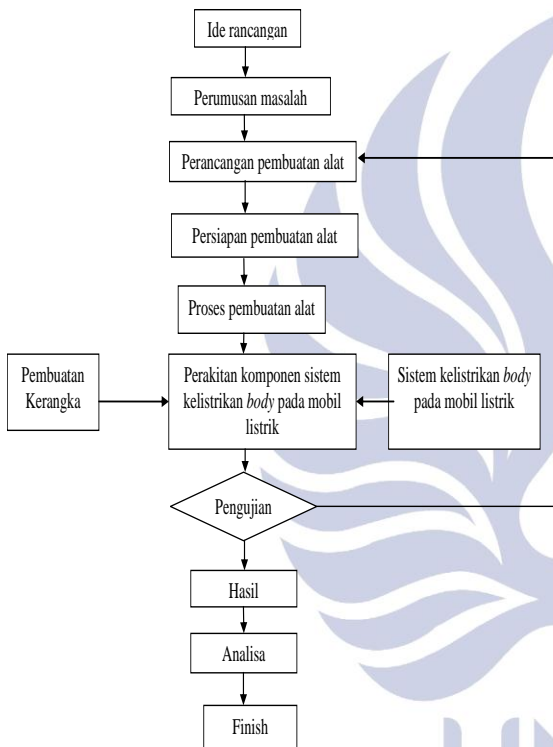 Ide rancangan
Perumusan masalah
Perancangan pembuatan alat
Persiapan pembuatan alat
Proses pembuatan alat
Pembuatan
Kerangka
Perakitan komponen sistem
kelistrikan body pada mobil
listrik
Sistem kelistrikan body
pada mobil listrik
Pengujian
Hasil
Analisa
Finish